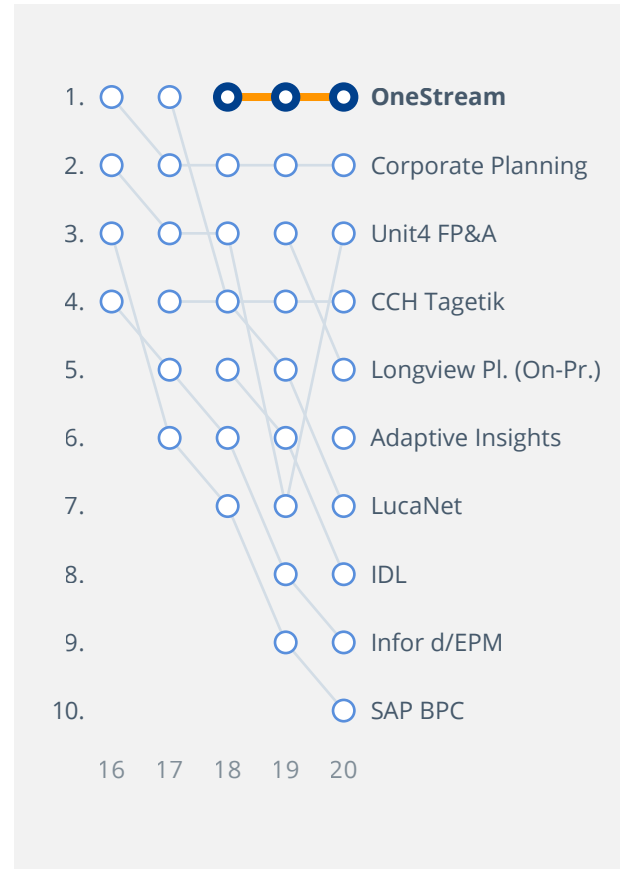 1. OneStream
2. Corporate Planning
3. Unit4 FP&A
4. CCH Tagetik
5. Longview Pl. (On-Pr.)
6. Adaptive Insights
7. LucaNet
8. IDL
9. Infor d/EPM
10. SAP BPC
16 17 18 19 20